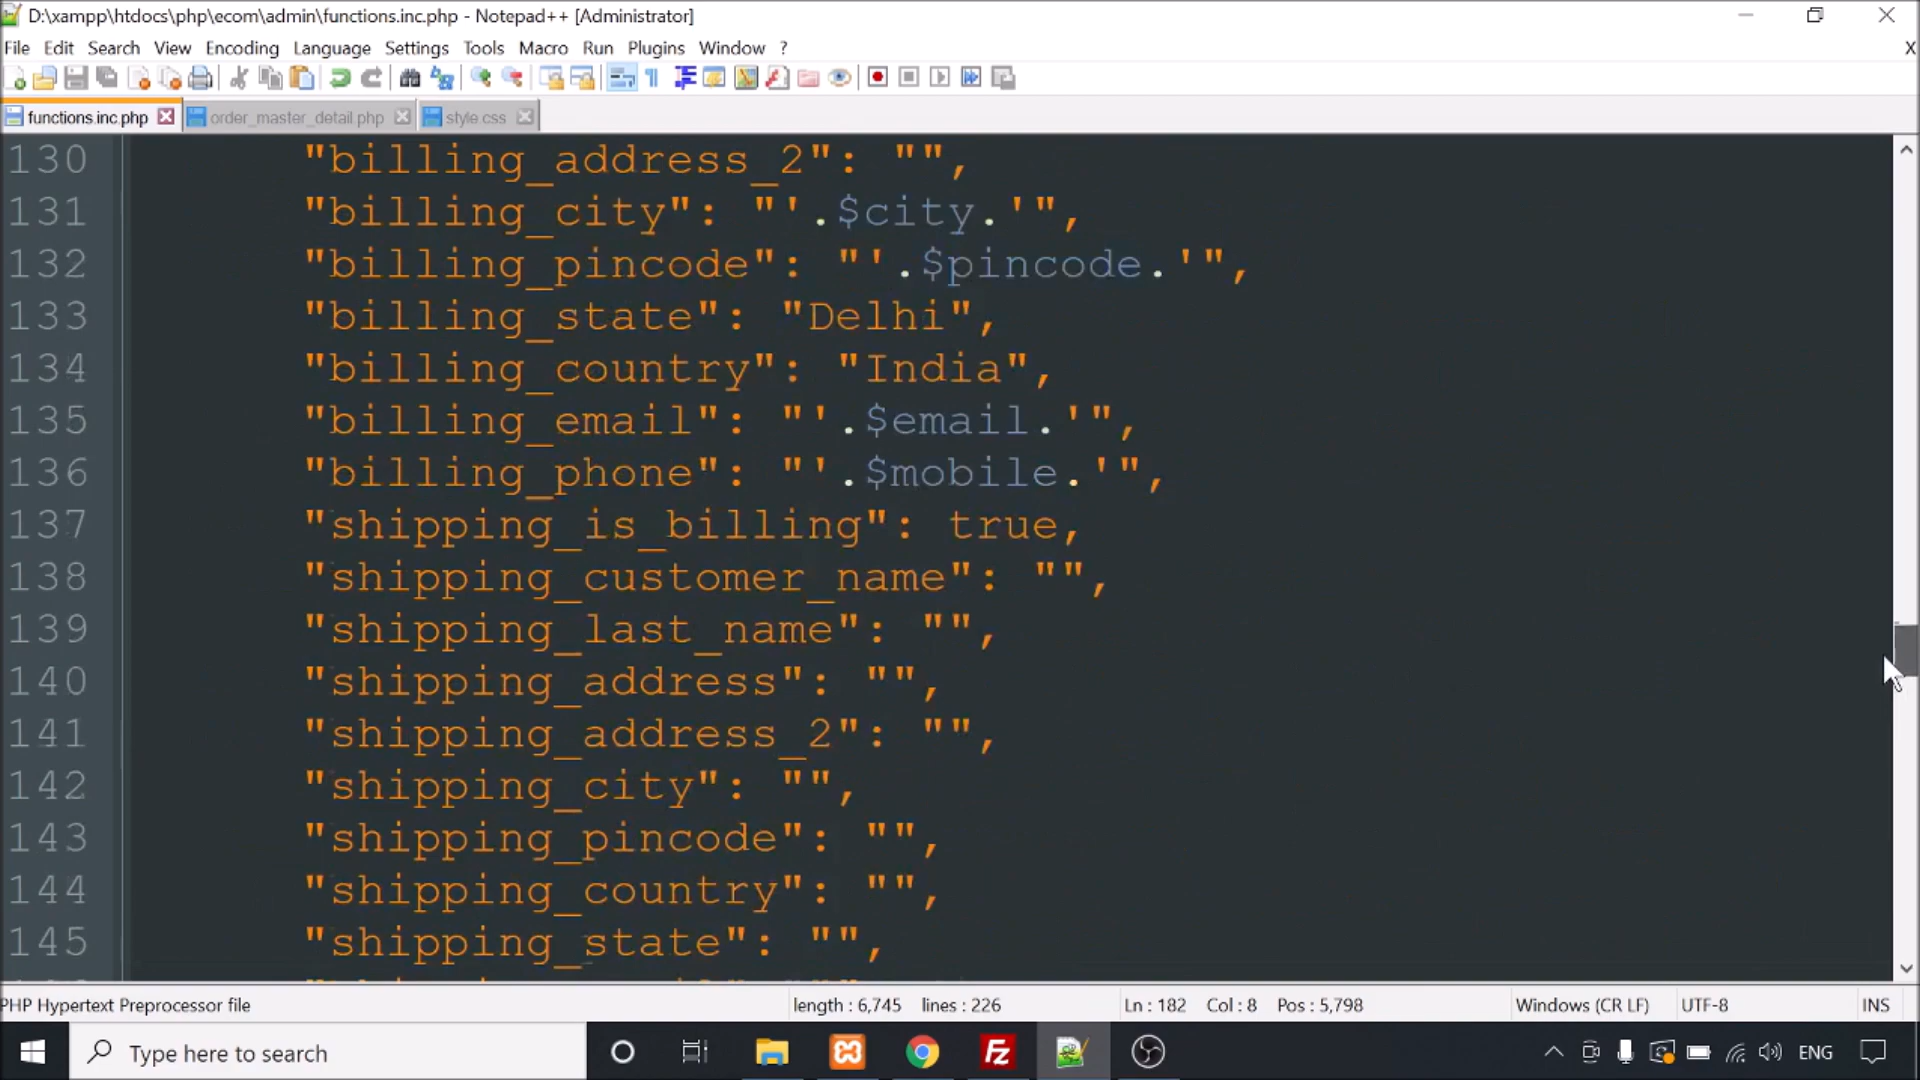 D:\xampp\htdocs\php\ecom\admin\functions.inc.php - Notepad++ [Administrator]
File Edit Search View Encoding Language Settings Tools Macro Run Plugins Window ? X
functions.inc.php order_master_detail.php style css
130 "billing_address_2": "",
131 "billing_city": "'.$city.'",
132 "billing_pincode": "'.$pincode.'",
133 "billing_state": "Delhi",
134 "billing_country": "India",
135 "billing_email": "'.$email.'",
136 "billing_phone": "'.$mobile.'",
137 "shipping_is_billing": true,
138 "shipping_customer_name": "",
139 "shipping_last_name": "",
140 "shipping_address": "",
141 "shipping_address_2": "",
142 "shipping_city": "",
143 "shipping_pincode": "",
144 "shipping_country": "",
145 "shipping_state": "",
PHP Hypertext Preprocessor file length : 6,745 lines : 226 Ln : 182 Col : 8 Pos : 5,798 Windows (CR LF) UTF-8 INS
Type here to search ENG